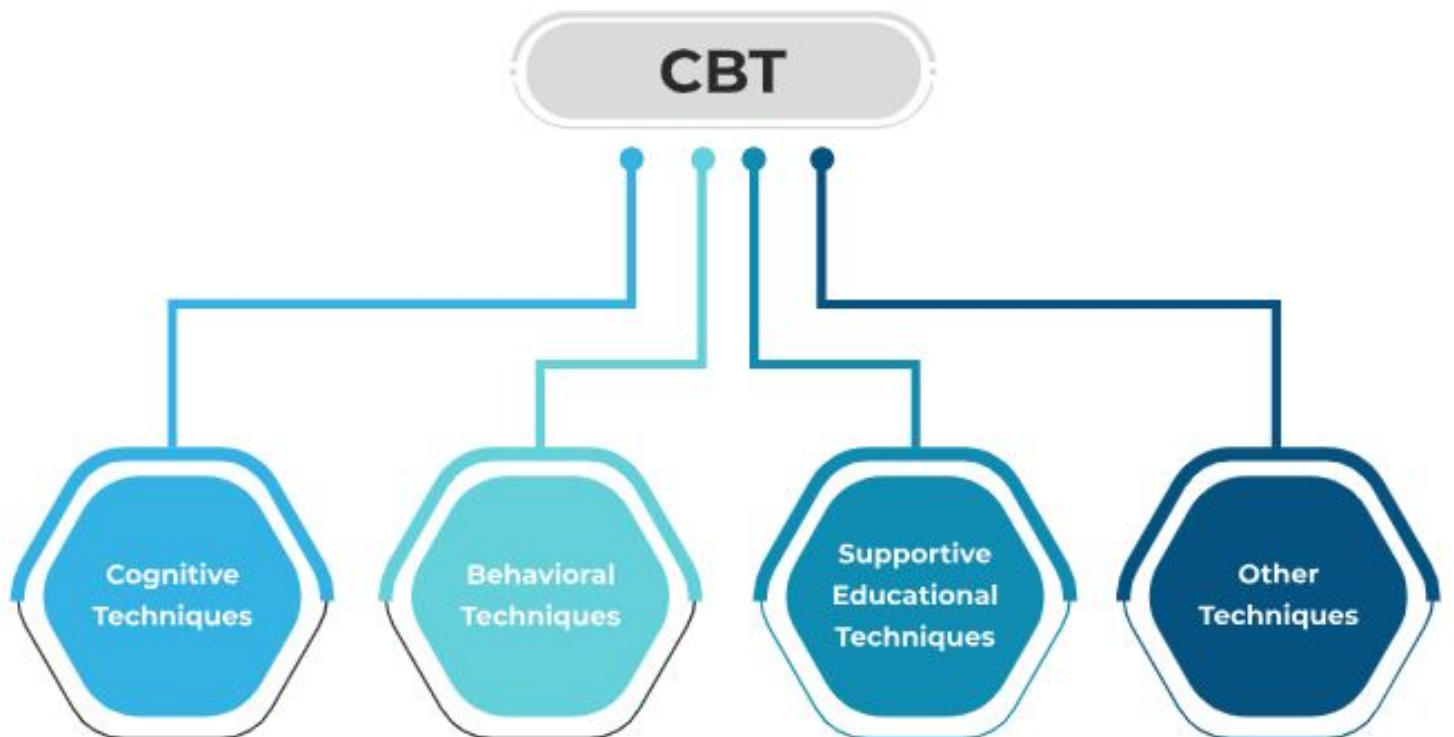 CBT
Cognitive
Techniques
Behavioral
Techniques
Supportive
Educational
Techniques
Other
Techniques